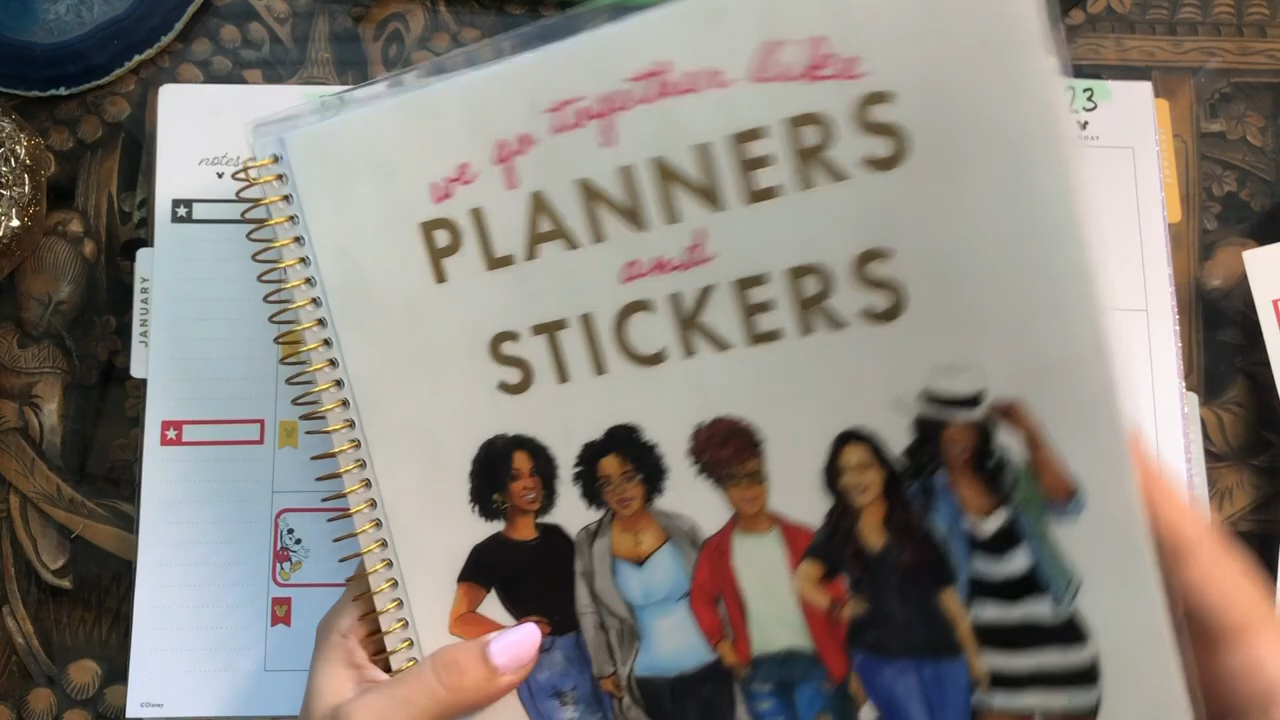 we go together like
PLANNERS
and
STICKERS
notes
JANUARY
23
©Disney